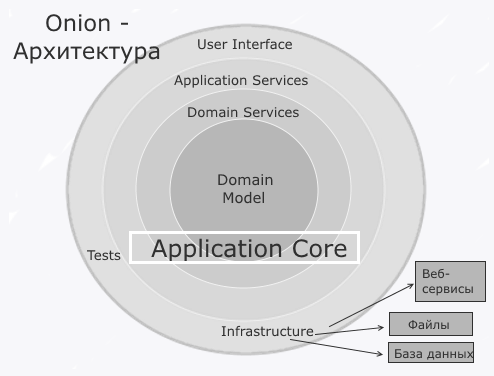 Onion -
Архитектура
User Interface
Application Services
Domain Services
Domain
Model
Application Core
Tests
Infrastructure
Веб-
сервисы
Файлы
База данных